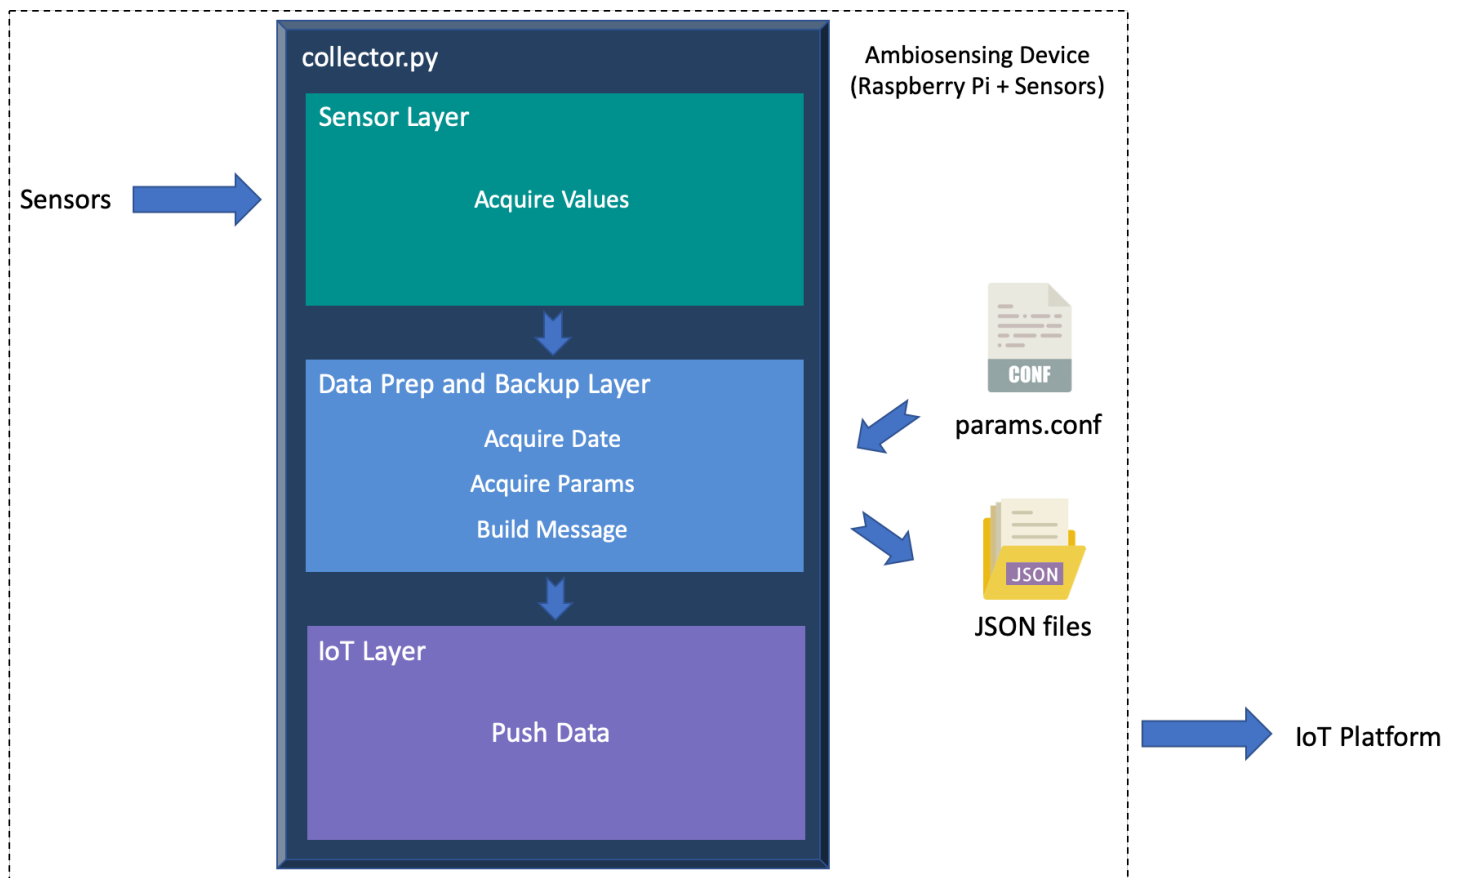 collector.py
Ambiosensing Device
(Raspberry Pi + Sensors)
Sensor Layer
Sensors
Acquire Values
CONF
params.conf
Data Prep and Backup Layer
Acquire Date
Acquire Params
Build Message
JSON
JSON files
IoT Layer
Push Data
IoT Platform